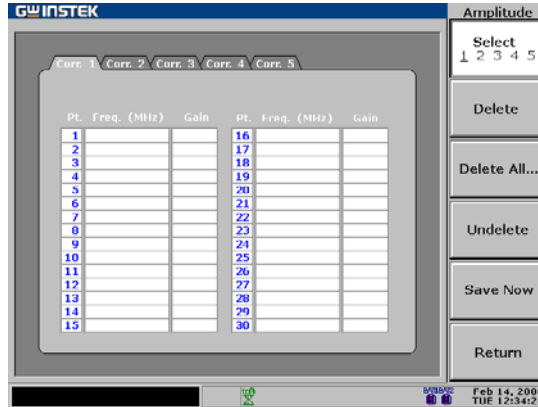 GWINSTEK
Amplitude
Select
1 2 3 4 5
Corr. 1 Corr. 2 Corr. 3 Corr. 4 Corr. 5
Delete
Pt. Freq. (MHz) Gain Pt. Freq. (MHz) Gain
1 16
2 17
3 18
4 19
5 20
6 21
7 22
8 23
9 24
10 25
11 26
12 27
13 28
14 29
15 30
Delete All...
Undelete
Save Now
Return
BAT1 BAT2
Feb 14, 200
TUE 12:34:2